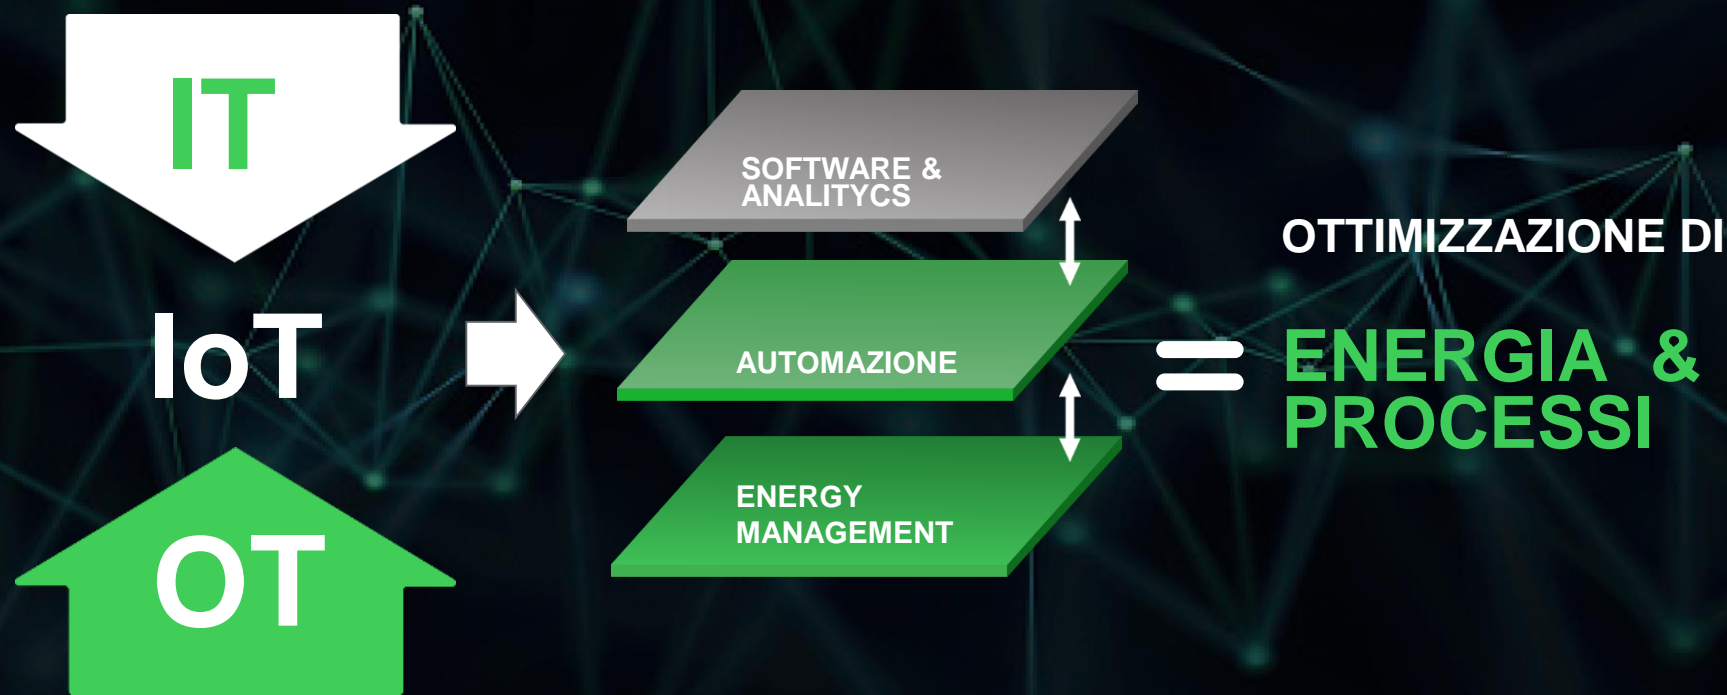 IT
IoT
OT
SOFTWARE &
ANALITYCS
AUTOMAZIONE
ENERGY
MANAGEMENT
=
OTTIMIZZAZIONE DI
ENERGIA &
PROCESSI